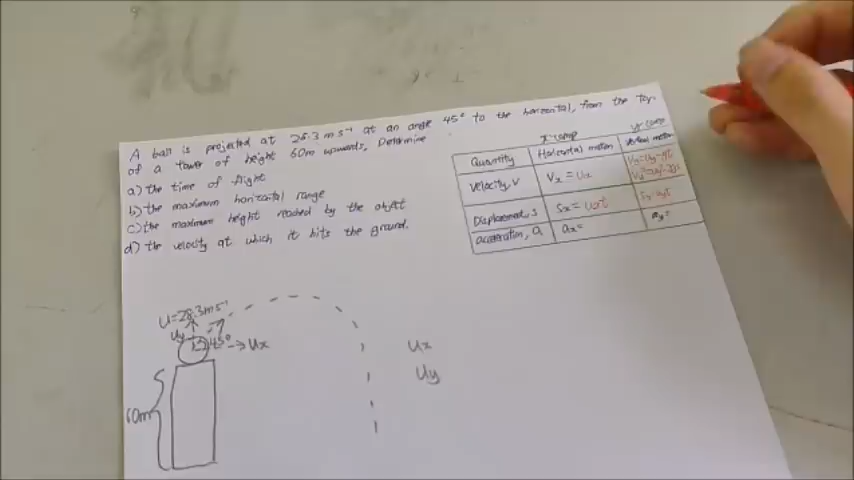 A ball is projected at 28.3 m s⁻¹ at an angle 45° to the horizontal, from the top
of a tower of height 60m upwards. Determine
a) the time of flight
b) the maximum horizontal range
c) the maximum height reached by the object
d) the velocity at which it hits the ground.
x-comp y-comp
Quantity Horizontal motion Vertical motion
Velocity, v Vx = Ux
Displacement, s Sx = Uxt
acceleration, a ax= ay=
U=28.3ms⁻¹
Uy
45° Ux
60m
Ux
Uy